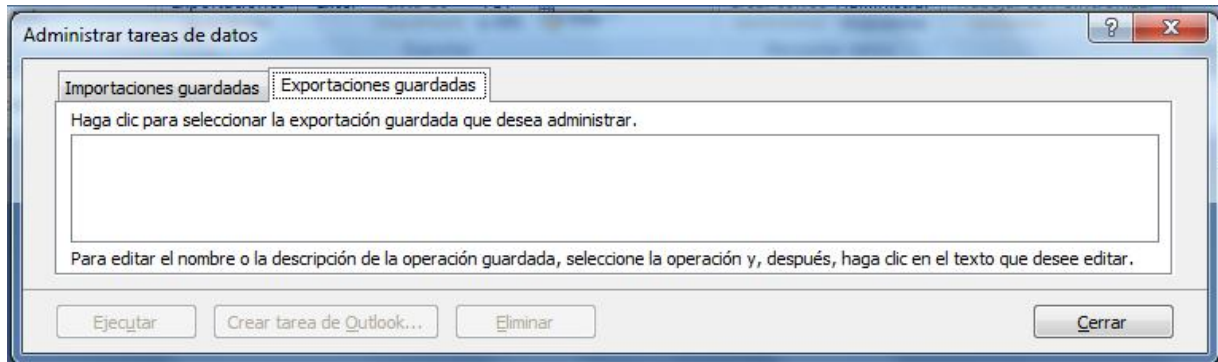 Administrar tareas de datos
Importaciones guardadas Exportaciones guardadas
Haga clic para seleccionar la exportación guardada que desea administrar.
Para editar el nombre o la descripción de la operación guardada, seleccione la operación y, después, haga clic en el texto que desee editar.
Ejecutar Crear tarea de Outlook... Eliminar Cerrar